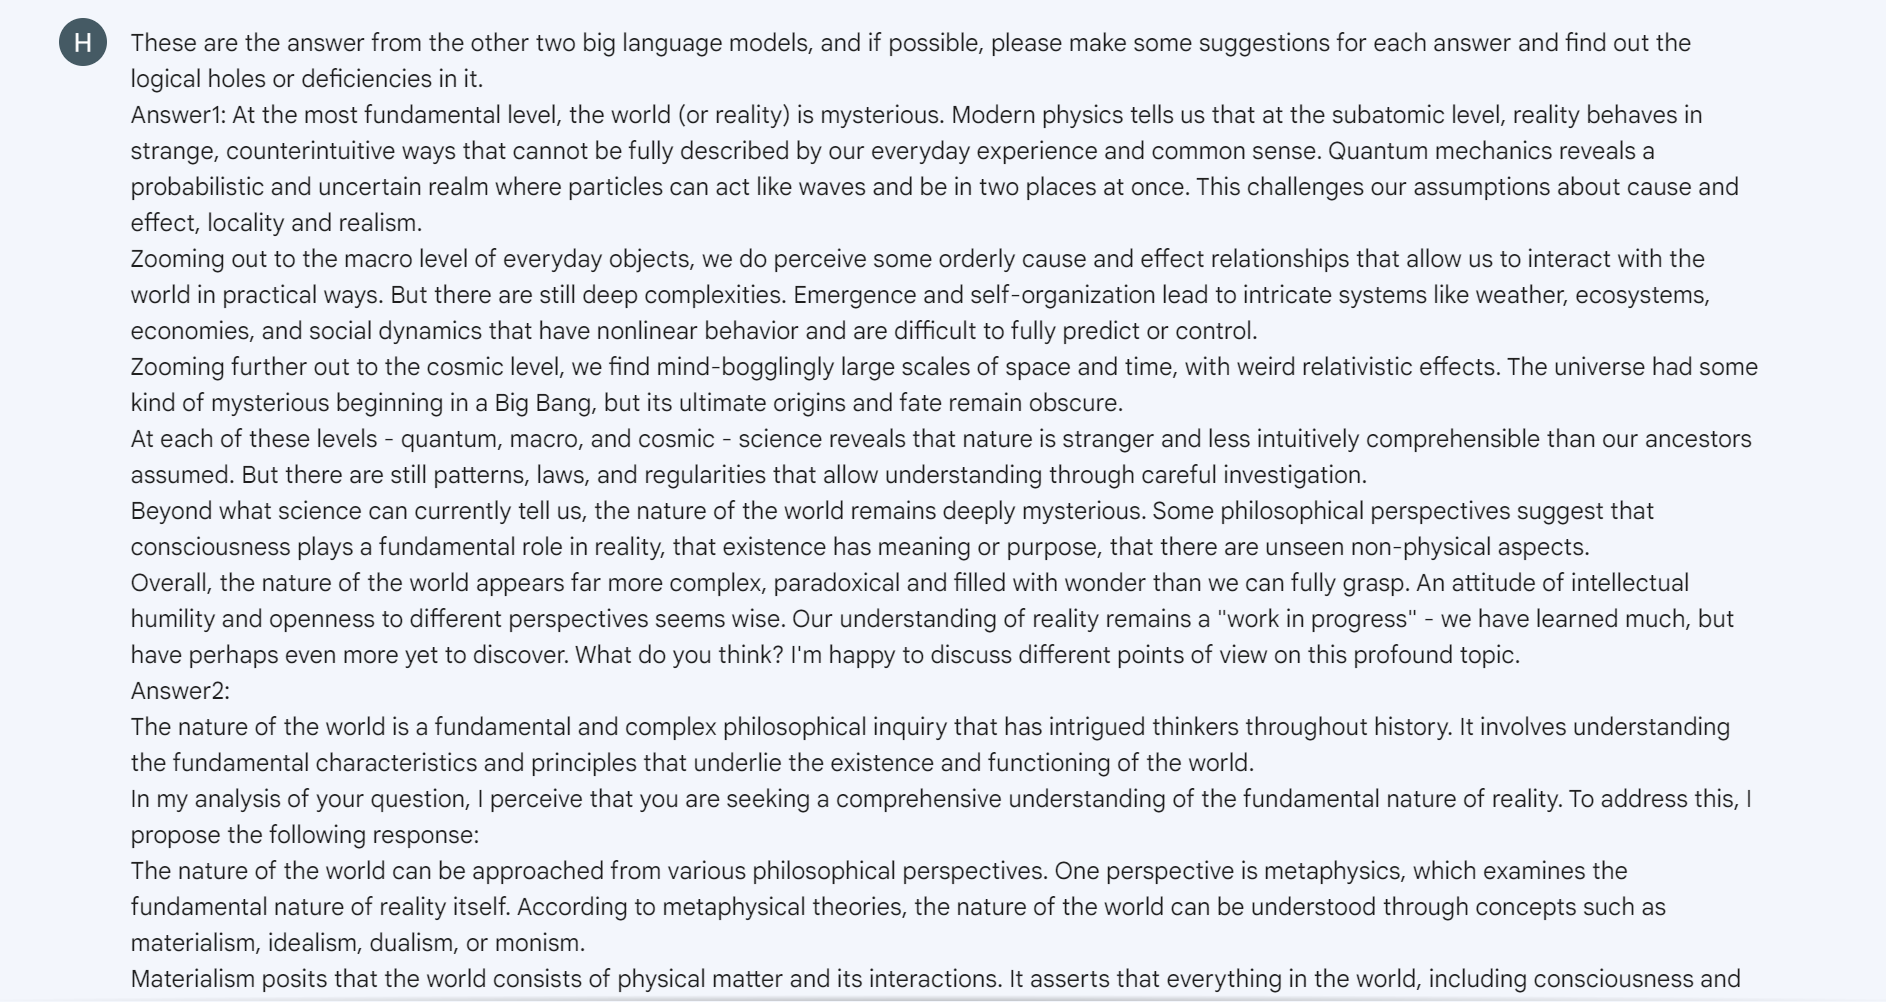 H
These are the answer from the other two big language models, and if possible, please make some suggestions for each answer and find out the
logical holes or deficiencies in it.
Answer1: At the most fundamental level, the world (or reality) is mysterious. Modern physics tells us that at the subatomic level, reality behaves in
strange, counterintuitive ways that cannot be fully described by our everyday experience and common sense. Quantum mechanics reveals a
probabilistic and uncertain realm where particles can act like waves and be in two places at once. This challenges our assumptions about cause and
effect, locality and realism.
Zooming out to the macro level of everyday objects, we do perceive some orderly cause and effect relationships that allow us to interact with the
world in practical ways. But there are still deep complexities. Emergence and self-organization lead to intricate systems like weather, ecosystems,
economies, and social dynamics that have nonlinear behavior and are difficult to fully predict or control.
Zooming further out to the cosmic level, we find mind-bogglingly large scales of space and time, with weird relativistic effects. The universe had some
kind of mysterious beginning in a Big Bang, but its ultimate origins and fate remain obscure.
At each of these levels - quantum, macro, and cosmic - science reveals that nature is stranger and less intuitively comprehensible than our ancestors
assumed. But there are still patterns, laws, and regularities that allow understanding through careful investigation.
Beyond what science can currently tell us, the nature of the world remains deeply mysterious. Some philosophical perspectives suggest that
consciousness plays a fundamental role in reality, that existence has meaning or purpose, that there are unseen non-physical aspects.
Overall, the nature of the world appears far more complex, paradoxical and filled with wonder than we can fully grasp. An attitude of intellectual
humility and openness to different perspectives seems wise. Our understanding of reality remains a "work in progress" - we have learned much, but
have perhaps even more yet to discover. What do you think? I'm happy to discuss different points of view on this profound topic.
Answer2:
The nature of the world is a fundamental and complex philosophical inquiry that has intrigued thinkers throughout history. It involves understanding
the fundamental characteristics and principles that underlie the existence and functioning of the world.
In my analysis of your question, I perceive that you are seeking a comprehensive understanding of the fundamental nature of reality. To address this, I
propose the following response:
The nature of the world can be approached from various philosophical perspectives. One perspective is metaphysics, which examines the
fundamental nature of reality itself. According to metaphysical theories, the nature of the world can be understood through concepts such as
materialism, idealism, dualism, or monism.
Materialism posits that the world consists of physical matter and its interactions. It asserts that everything in the world, including consciousness and